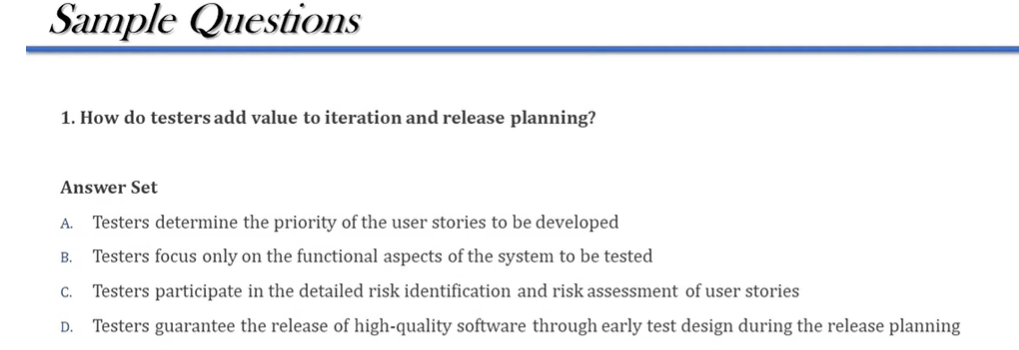 Sample Questions
1. How do testers add value to iteration and release planning?
Answer Set
A. Testers determine the priority of the user stories to be developed
B. Testers focus only on the functional aspects of the system to be tested
C. Testers participate in the detailed risk identification and risk assessment of user stories
D. Testers guarantee the release of high-quality software through early test design during the release planning